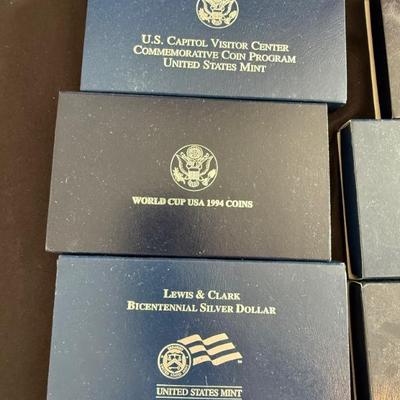 U.S. Capitol Visitor Center
Commemorative Coin Program
United States Mint
WORLD CUP USA 1994 COINS
Lewis & Clark
Bicentennial Silver Dollar
UNITED STATES MINT